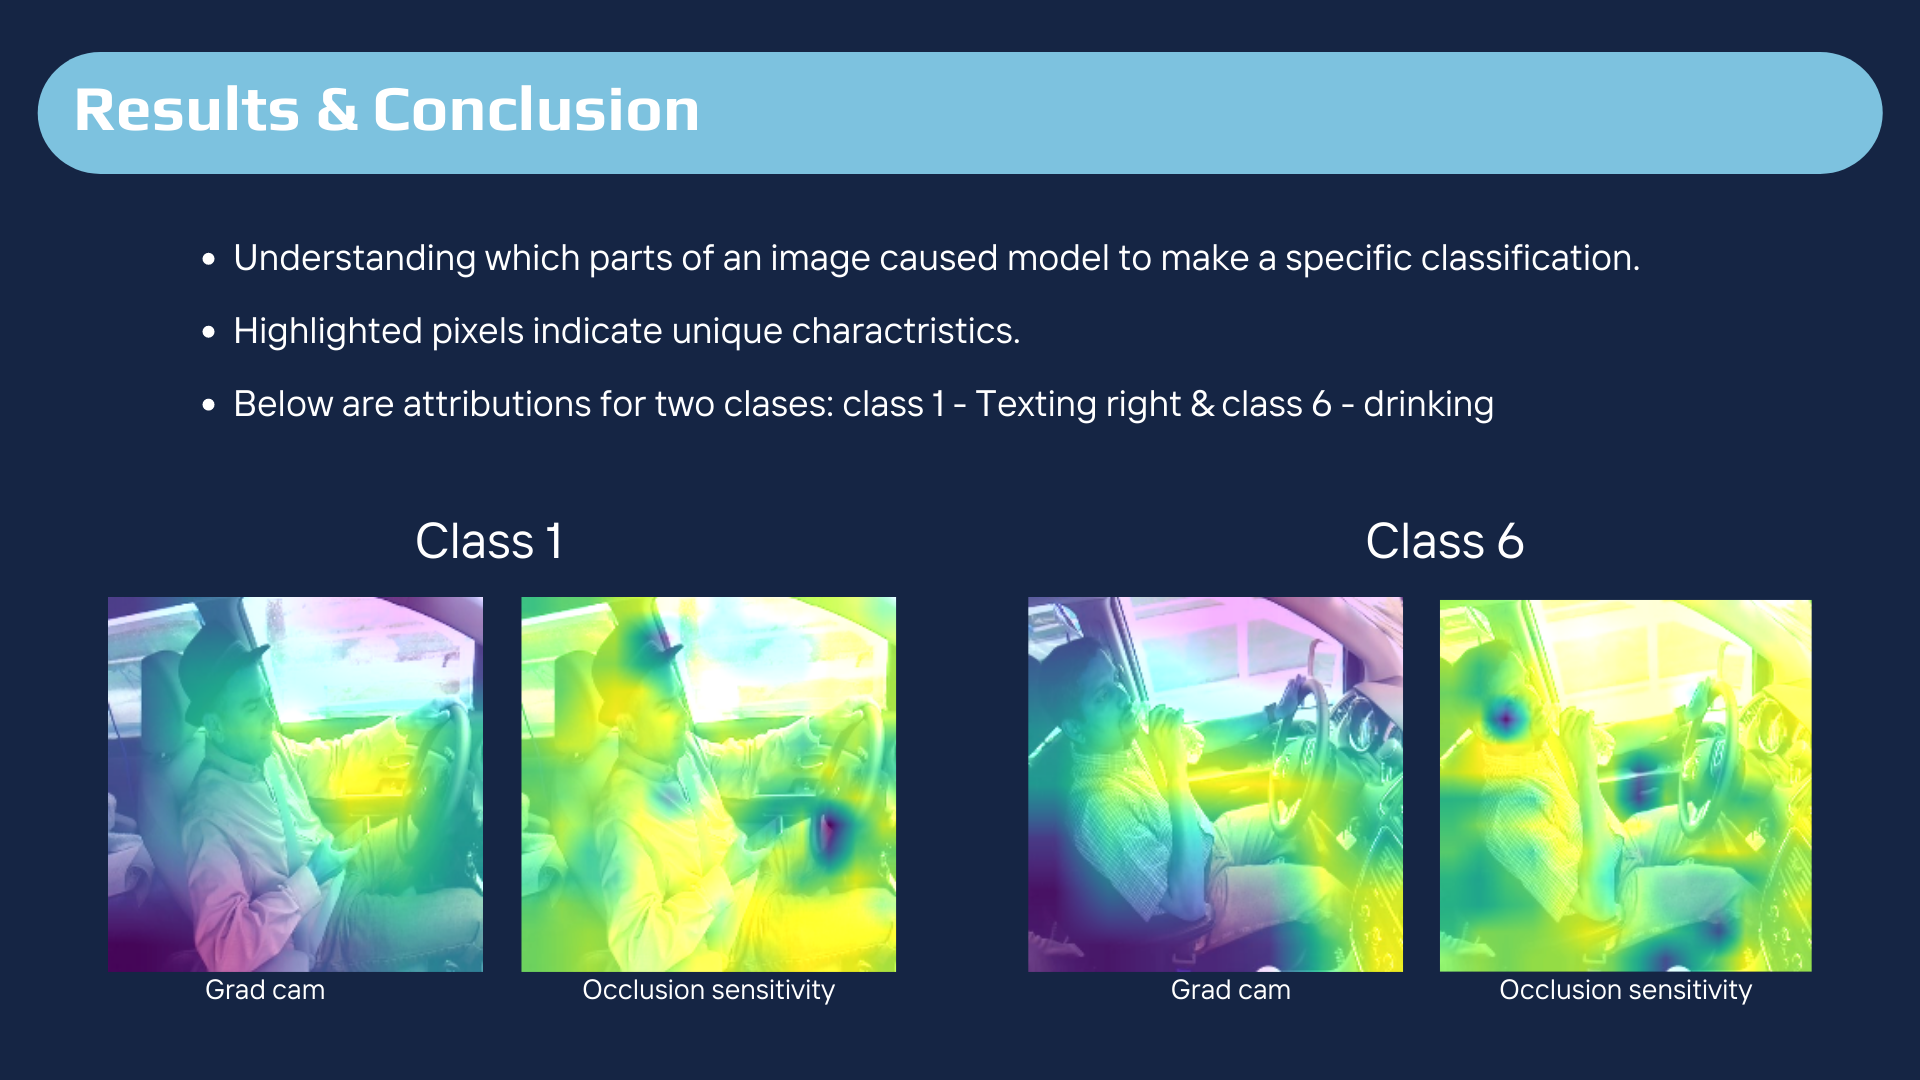 Results & Conclusion
• Understanding which parts of an image caused model to make a specific classification.
• Highlighted pixels indicate unique charactristics.
• Below are attributions for two clases: class 1 - Texting right & class 6 - drinking
Class 1
Class 6
Grad cam
Occlusion sensitivity
Grad cam
Occlusion sensitivity